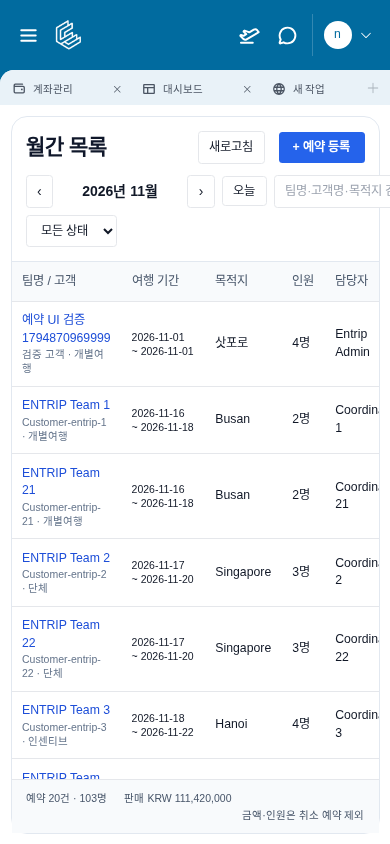 n
계좌관리 × 대시보드 × 새 작업 +
월간 목록 새로고침 + 예약 등록
‹ 2026년 11월 › 오늘 팀명·고객명·목적지
모든 상태
팀명 / 고객 여행 기간 목적지 인원 담당자
예약 UI 검증
1794870969999
검증 고객 · 개별여
행
2026-11-01
~ 2026-11-01
삿포로
4명
Entrip
Admin
ENTRIP Team 1
Customer-entrip-1
· 개별여행
2026-11-16
~ 2026-11-18
Busan
2명
Coordina
1
ENTRIP Team
21
Customer-entrip-
21 · 개별여행
2026-11-16
~ 2026-11-18
Busan
2명
Coordina
21
ENTRIP Team 2
Customer-entrip-2
· 단체
2026-11-17
~ 2026-11-20
Singapore
3명
Coordina
2
ENTRIP Team
22
Customer-entrip-
22 · 단체
2026-11-17
~ 2026-11-20
Singapore
3명
Coordina
22
ENTRIP Team 3
Customer-entrip-3
· 인센티브
2026-11-18
~ 2026-11-22
Hanoi
4명
Coordina
3
ENTRIP Team
예약 20건 · 103명 판매 KRW 111,420,000
금액·인원은 취소 예약 제외